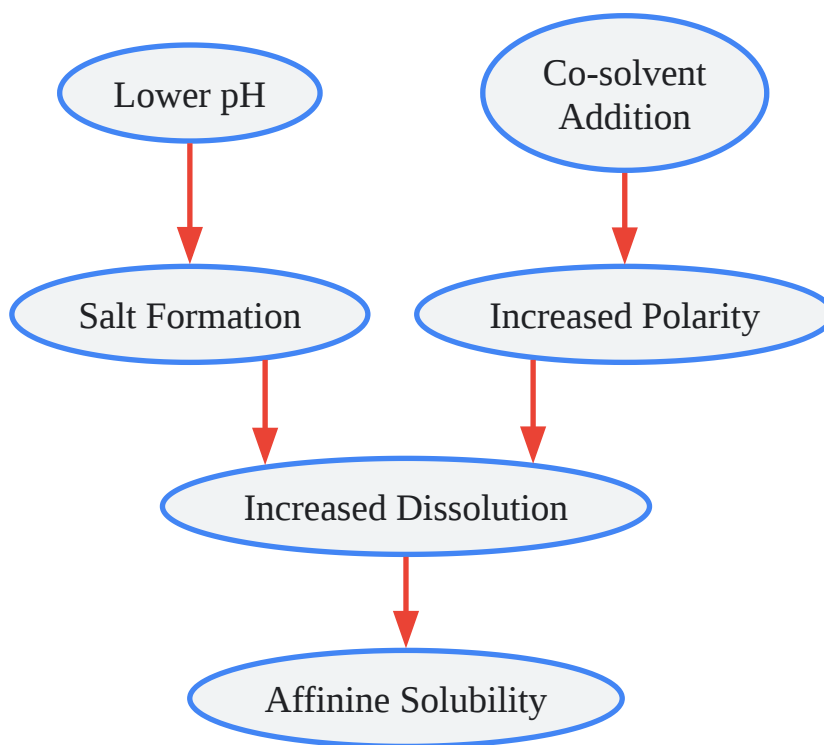 Lower pH
Co-solvent
Addition
Salt Formation
Increased Polarity
Increased Dissolution
Affinine Solubility